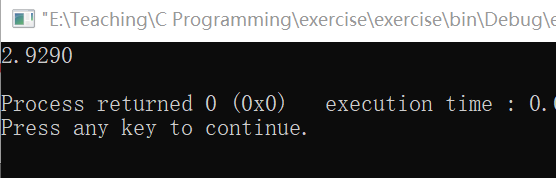 "E:\Teaching\C Programming\exercise\exercise\bin\Debug\e
2.9290
Process returned 0 (0x0)   execution time : 0.0
Press any key to continue.